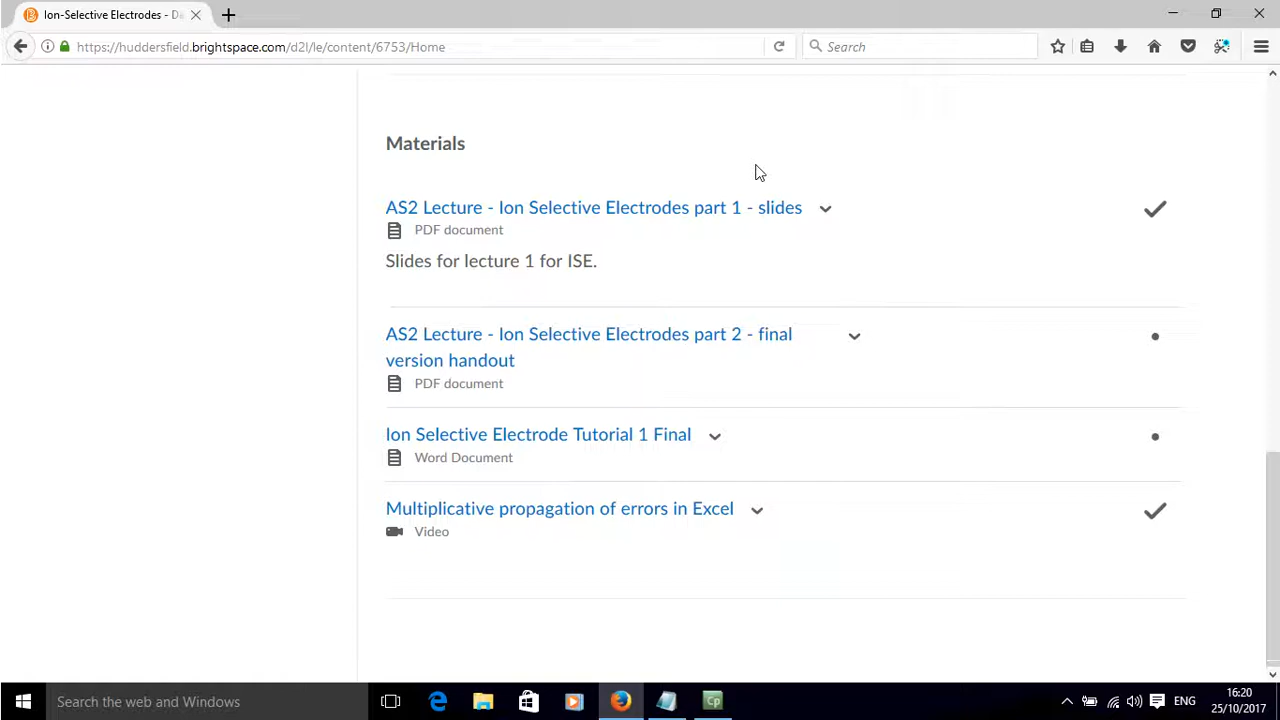 Ion-Selective Electrodes - De
https://huddersfield.brightspace.com/d2l/le/content/6753/Home
Search
Materials
AS2 Lecture - Ion Selective Electrodes part 1 - slides
PDF document
Slides for lecture 1 for ISE.
AS2 Lecture - Ion Selective Electrodes part 2 - final
version handout
PDF document
Ion Selective Electrode Tutorial 1 Final
Word Document
Multiplicative propagation of errors in Excel
Video
Search the web and Windows
Cp
ENG
16:20
25/10/2017